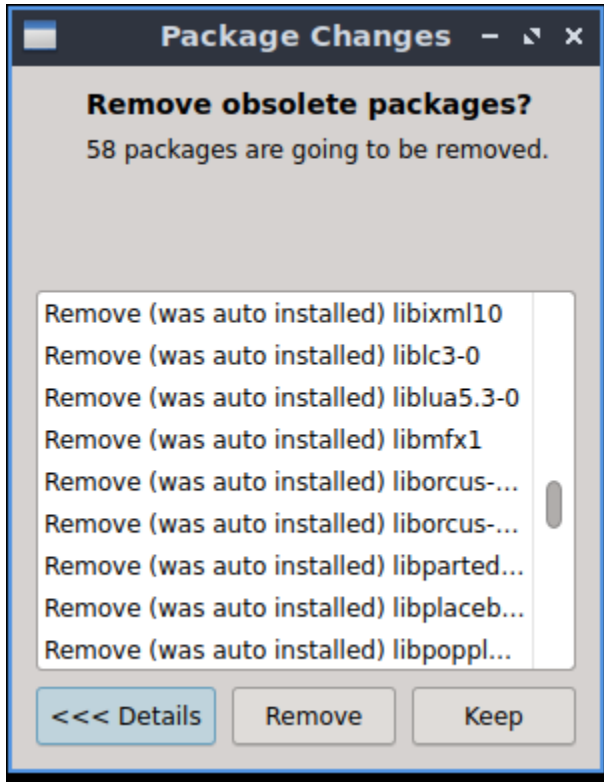 Package Changes
Remove obsolete packages?
58 packages are going to be removed.
Remove (was auto installed) libixml10
Remove (was auto installed) liblc3-0
Remove (was auto installed) liblua5.3-0
Remove (was auto installed) libmfx1
Remove (was auto installed) liborcus-...
Remove (was auto installed) liborcus-...
Remove (was auto installed) libparted...
Remove (was auto installed) libplaceb...
Remove (was auto installed) libpoppl...
<<< Details Remove Keep